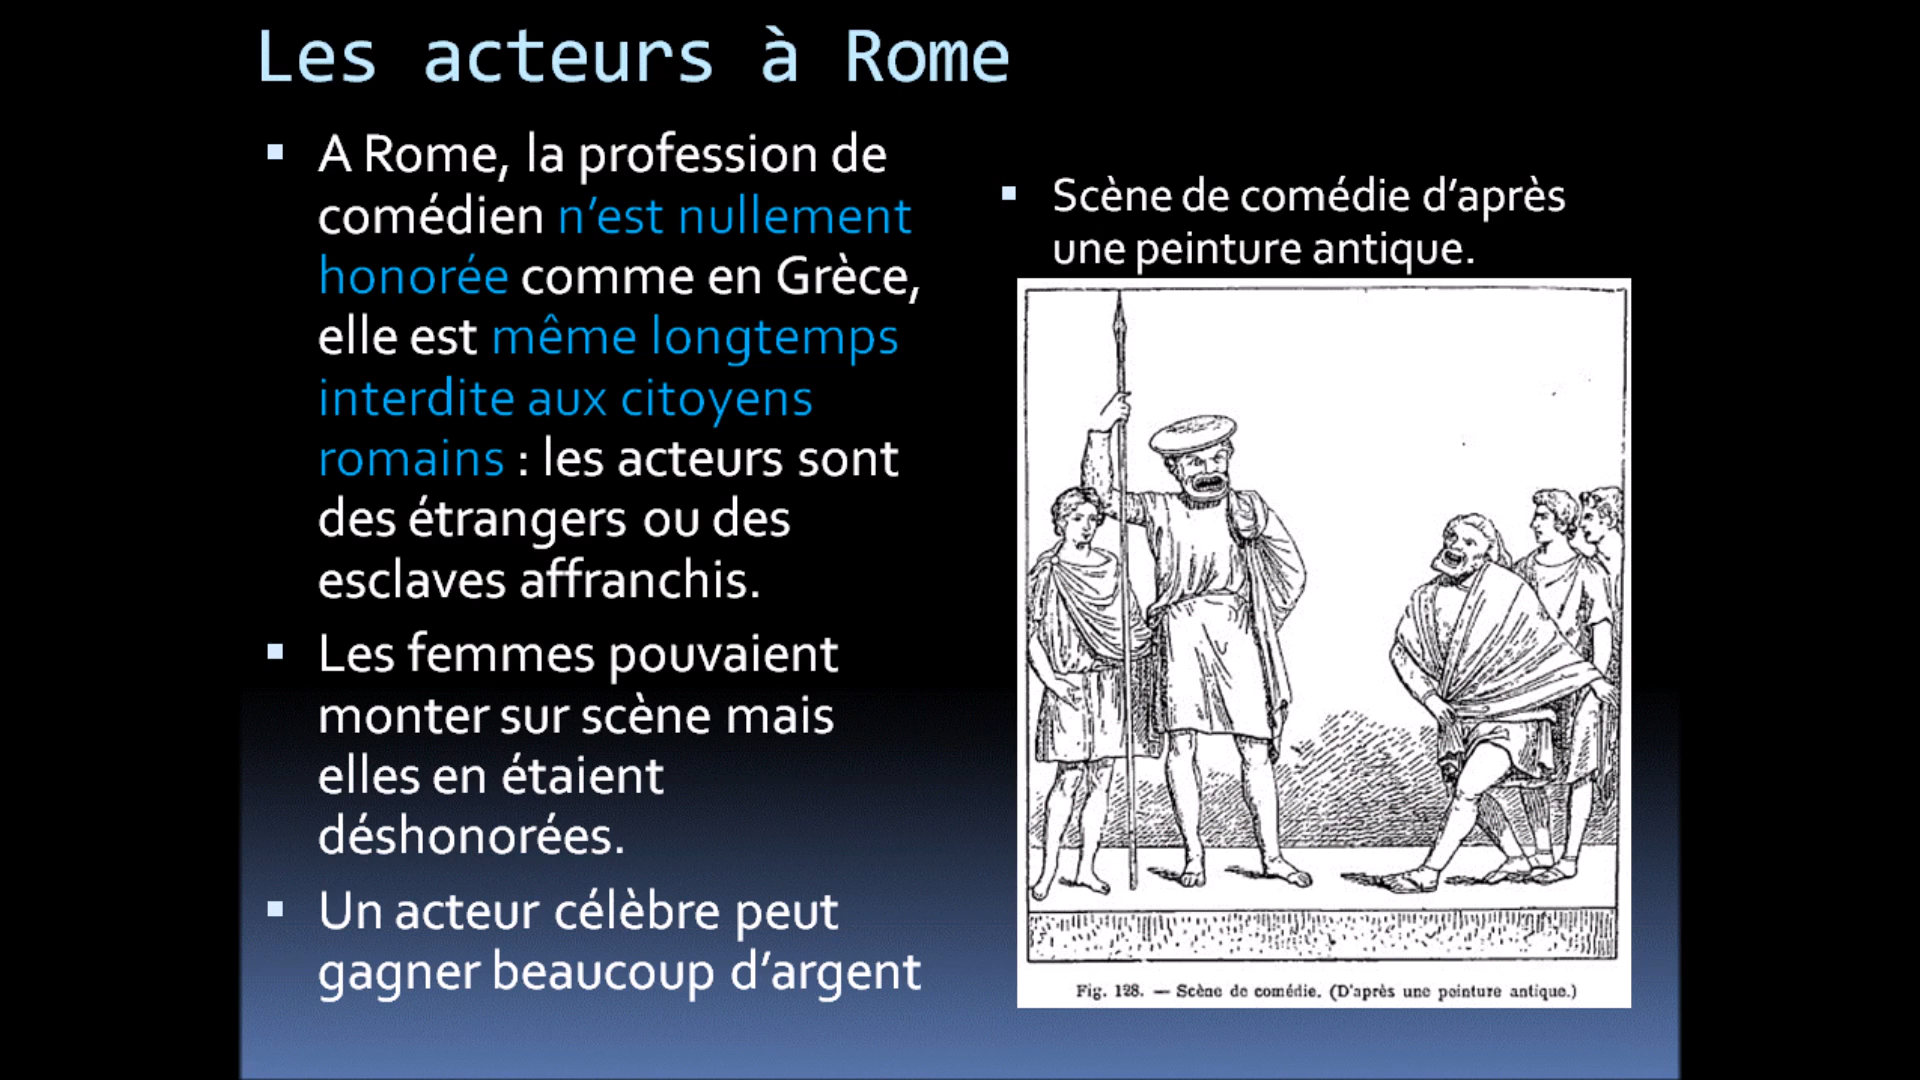 Les acteurs à Rome
▪ A Rome, la profession de
comédien n’est nullement
honorée comme en Grèce,
elle est même longtemps
interdite aux citoyens
romains : les acteurs sont
des étrangers ou des
esclaves affranchis.
▪ Les femmes pouvaient
monter sur scène mais
elles en étaient
déshonorées.
▪ Un acteur célèbre peut
gagner beaucoup d’argent
▪ Scène de comédie d’après
une peinture antique.
Fig. 128. — Scène de comédie. (D'après une peinture antique.)